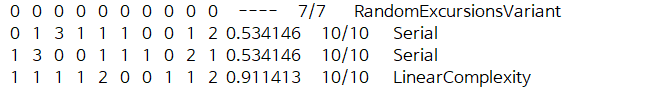 0 0 0 0 0 0 0 0 0 0 ---- 7/7 RandomExcursionsVariant
0 1 3 1 1 1 0 0 1 2 0.534146 10/10 Serial
1 3 0 0 1 1 1 0 2 1 0.534146 10/10 Serial
1 1 1 1 2 0 0 1 1 2 0.911413 10/10 LinearComplexity